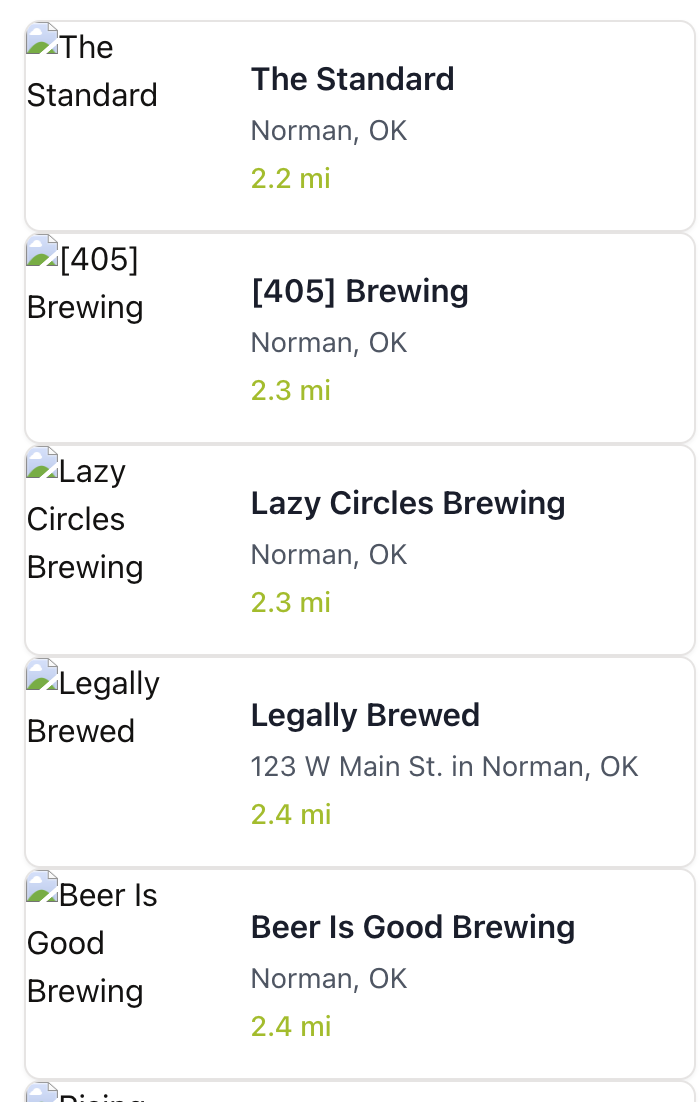 The
Standard
The Standard
Norman, OK
2.2 mi
[405]
Brewing
[405] Brewing
Norman, OK
2.3 mi
Lazy
Circles
Brewing
Lazy Circles Brewing
Norman, OK
2.3 mi
Legally
Brewed
Legally Brewed
123 W Main St. in Norman, OK
2.4 mi
Beer Is
Good
Brewing
Beer Is Good Brewing
Norman, OK
2.4 mi